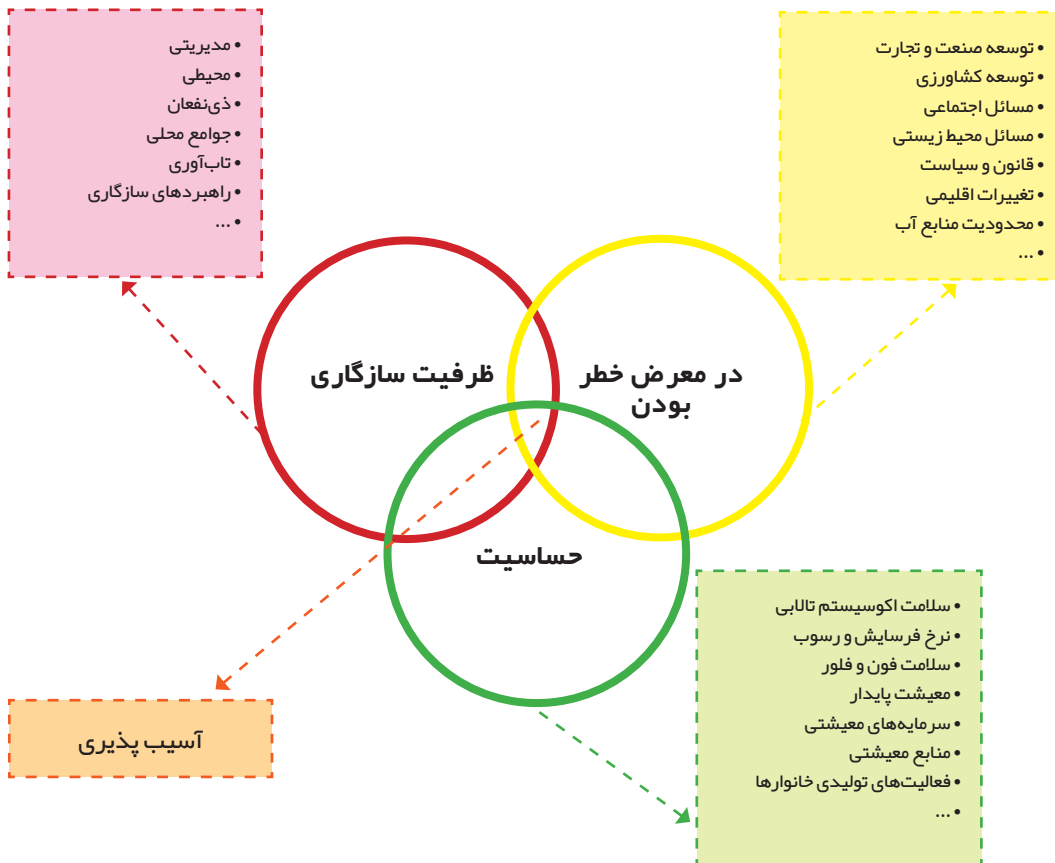 • توسعه صنعت و تجارت
• توسعه کشاورزی
• مسائل اجتماعی
• مسائل محیط زیستی
• قانون و سیاست
• تغییرات اقلیمی
• محدودیت منابع آب
• ...
• مدیریتی
• محیطی
• ذی‌نفعان
• جوامع محلی
• تاب‌آوری
• راهبردهای سازگاری
• ...
در معرض خطر
بودن
ظرفیت سازگاری
حساسیت
• سلامت اکوسیستم تالابی
• نرخ فرسایش و رسوب
• سلامت فون و فلور
• معیشت پایدار
• سرمایه‌های معیشتی
• منابع معیشتی
• فعالیت‌های تولیدی خانوارها
• ...
آسیب پذیری